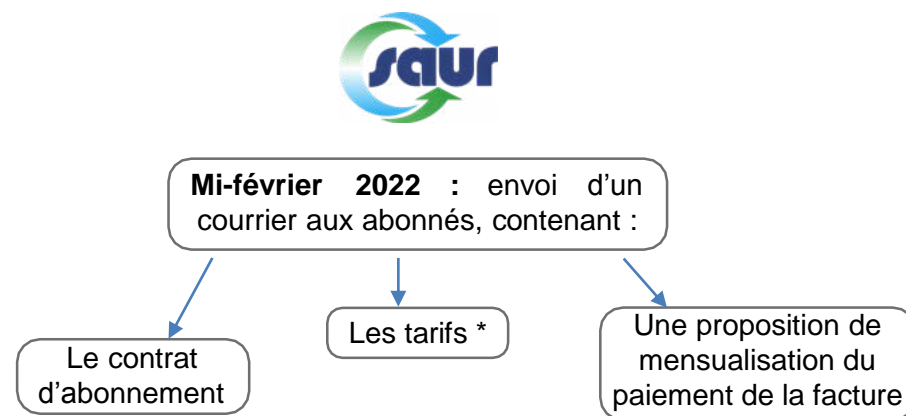 saur
Mi-février 2022 : envoi d'un
courrier aux abonnés, contenant :
Les tarifs *
Le contrat
d'abonnement
Une proposition de
mensualisation du
paiement de la facture